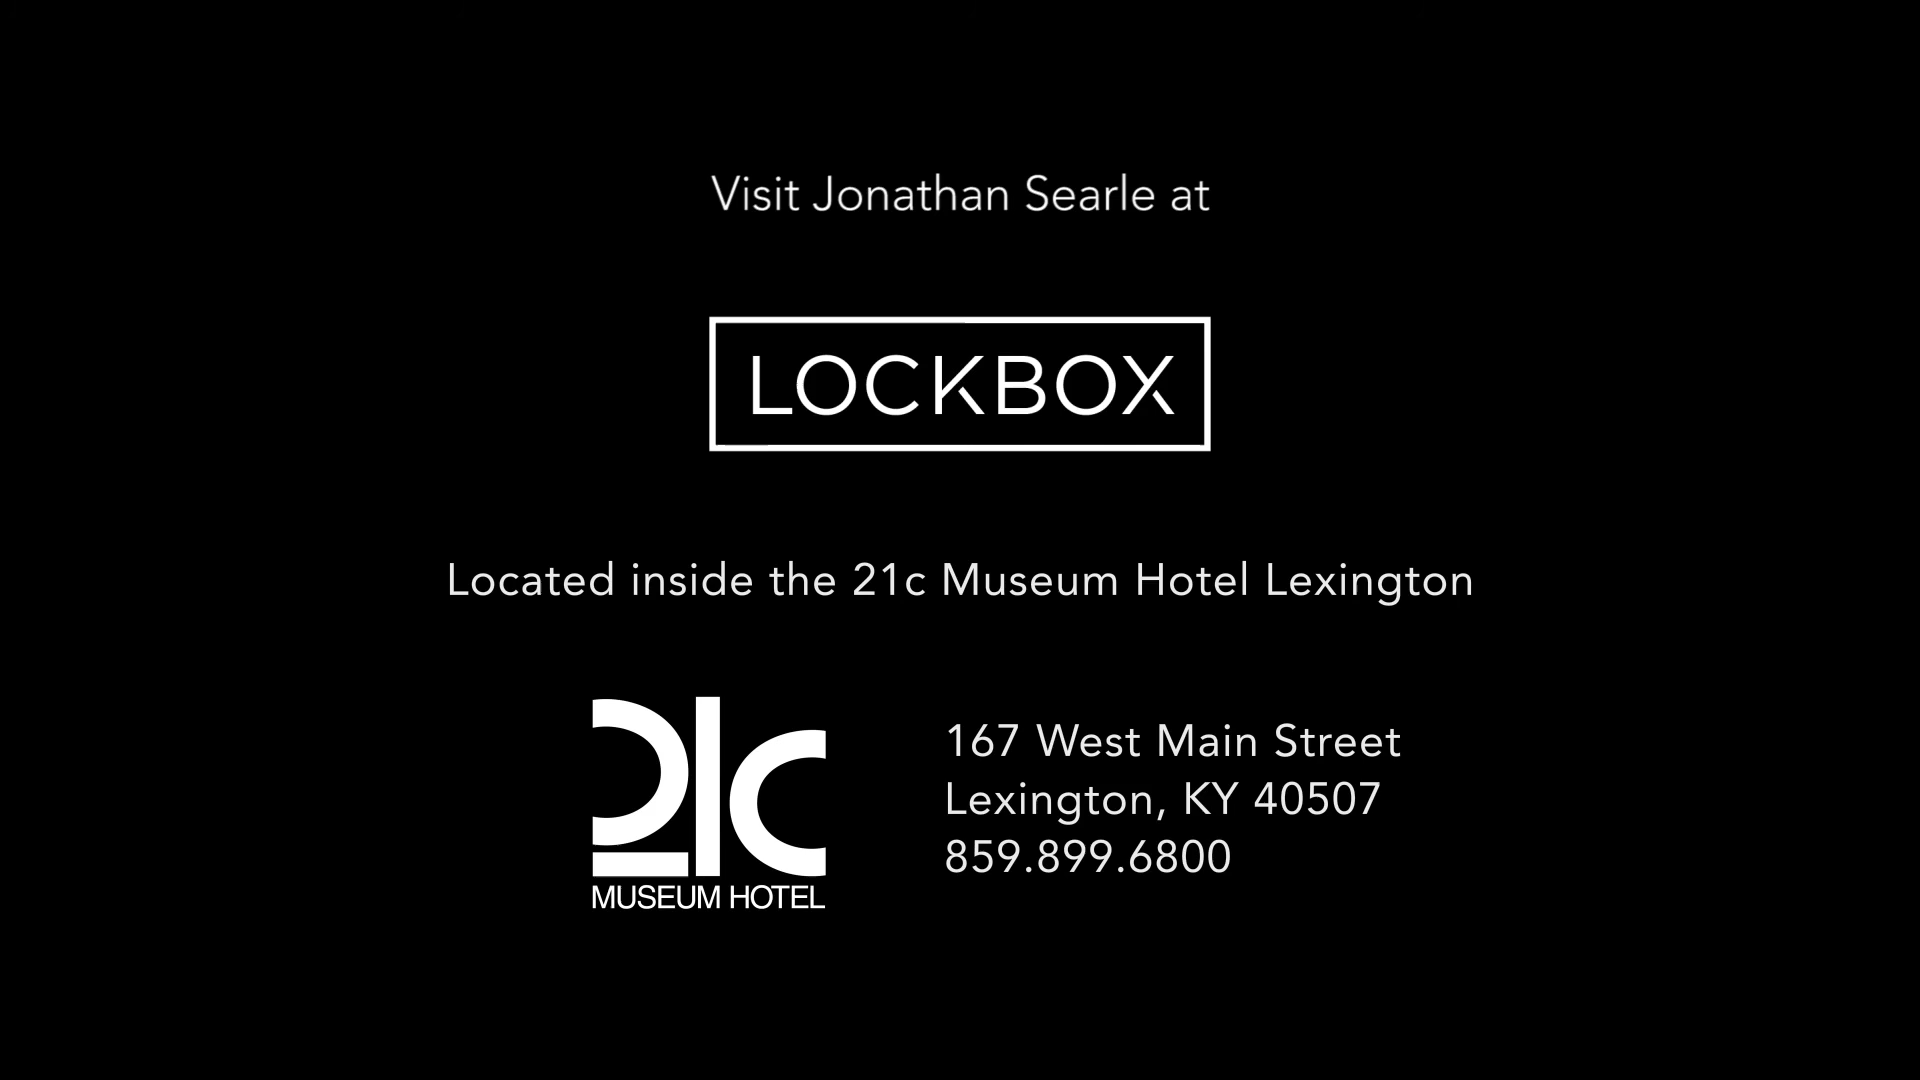 Visit Jonathan Searle at
LOCKBOX
Located inside the 21c Museum Hotel Lexington
21c
MUSEUM HOTEL
167 West Main Street
Lexington, KY 40507
859.899.6800